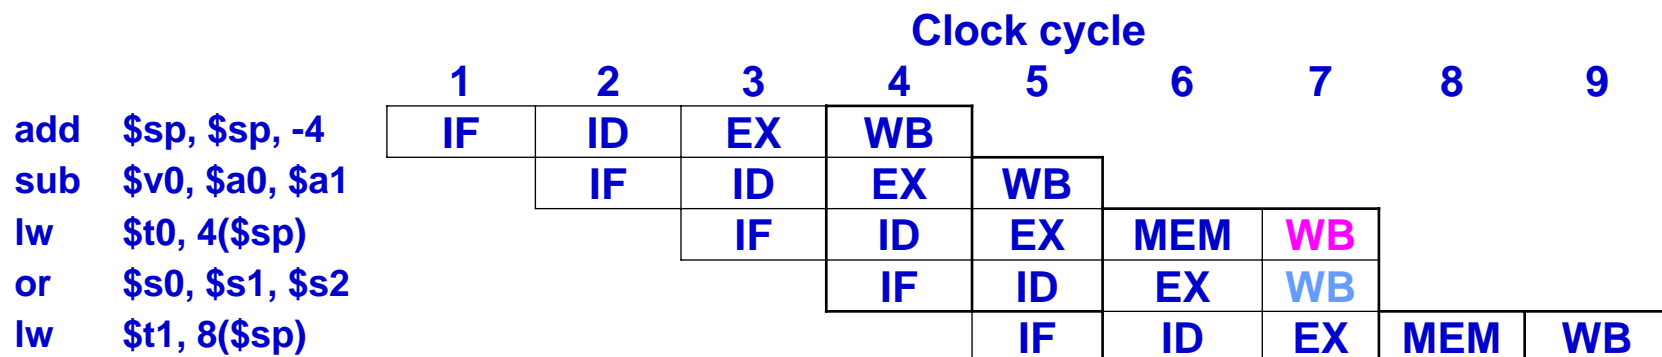 Clock cycle
1 2 3 4 5 6 7 8 9
add $sp, $sp, -4 IF ID EX WB
sub $v0, $a0, $a1 IF ID EX WB
lw $t0, 4($sp) IF ID EX MEM WB
or $s0, $s1, $s2 IF ID EX WB
lw $t1, 8($sp) IF ID EX MEM WB